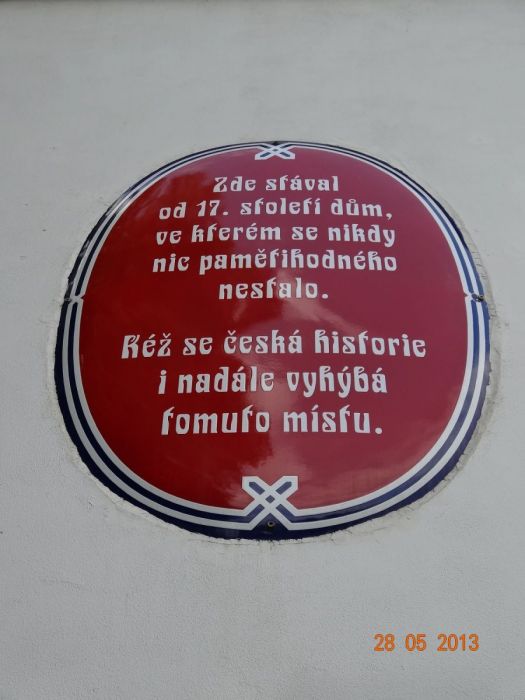 Zde stával
od 17. století dům,
ve kterém se nikdy
nic pamětihodného
nestalo.
Kéž se česká historie
i nadále vyhýbá
tomuto místu.
28 05 2013